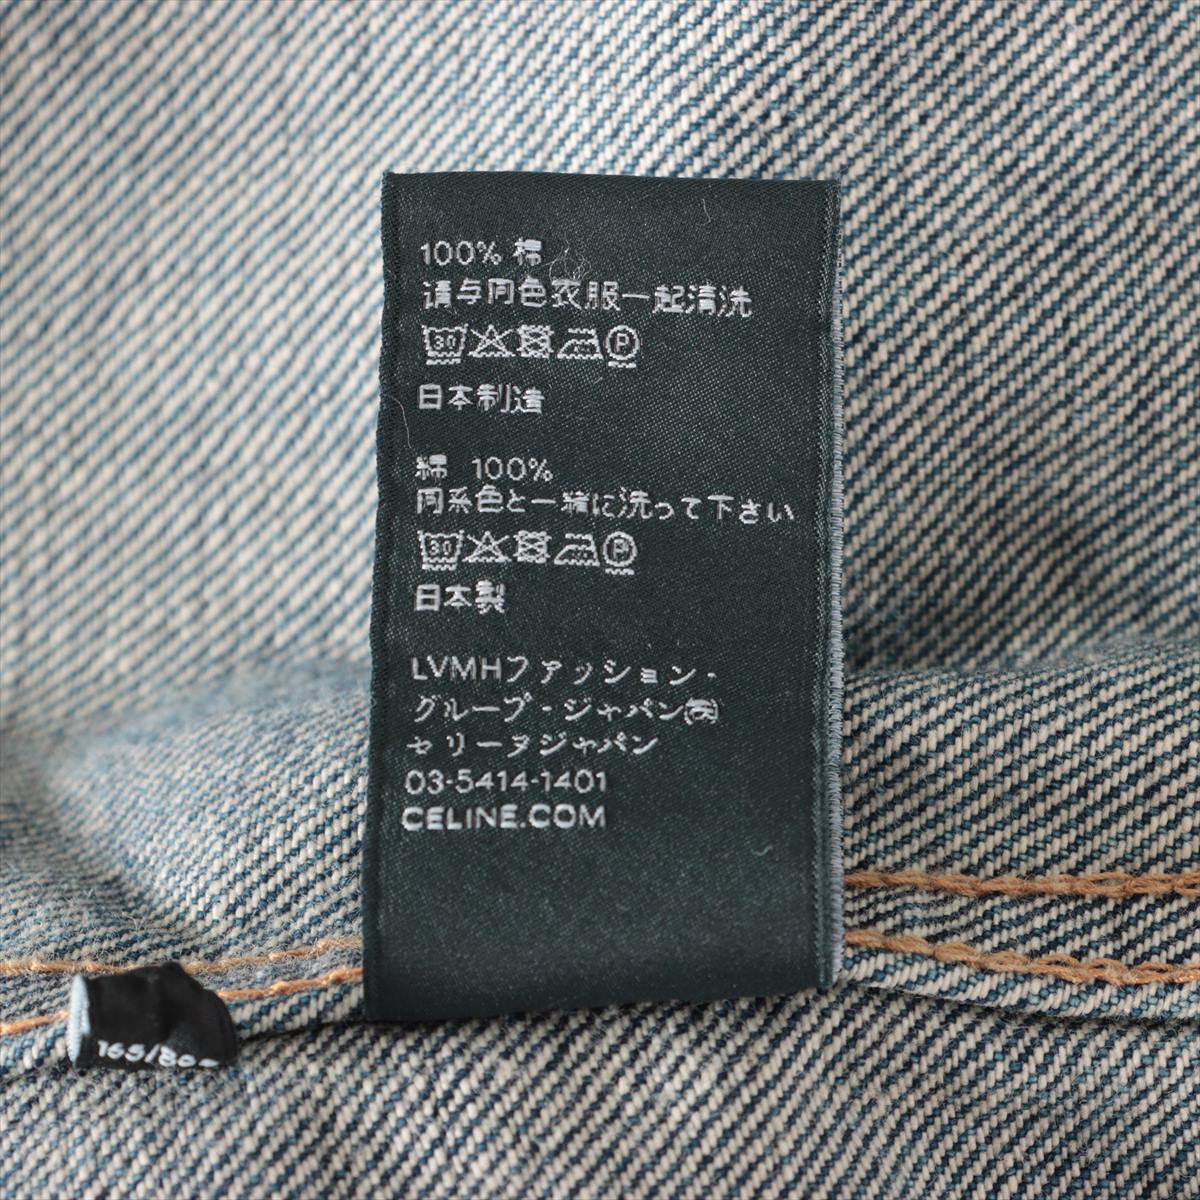 100% 棉
请与同色衣服一起清洗
30 P
日本制造
綿 100%
同系色と一緒に洗って下さい
30 P
日本製
LVMHファッション・
グループ・ジャパン(株)
セリーヌジャパン
03-5414-1401
CELINE.COM